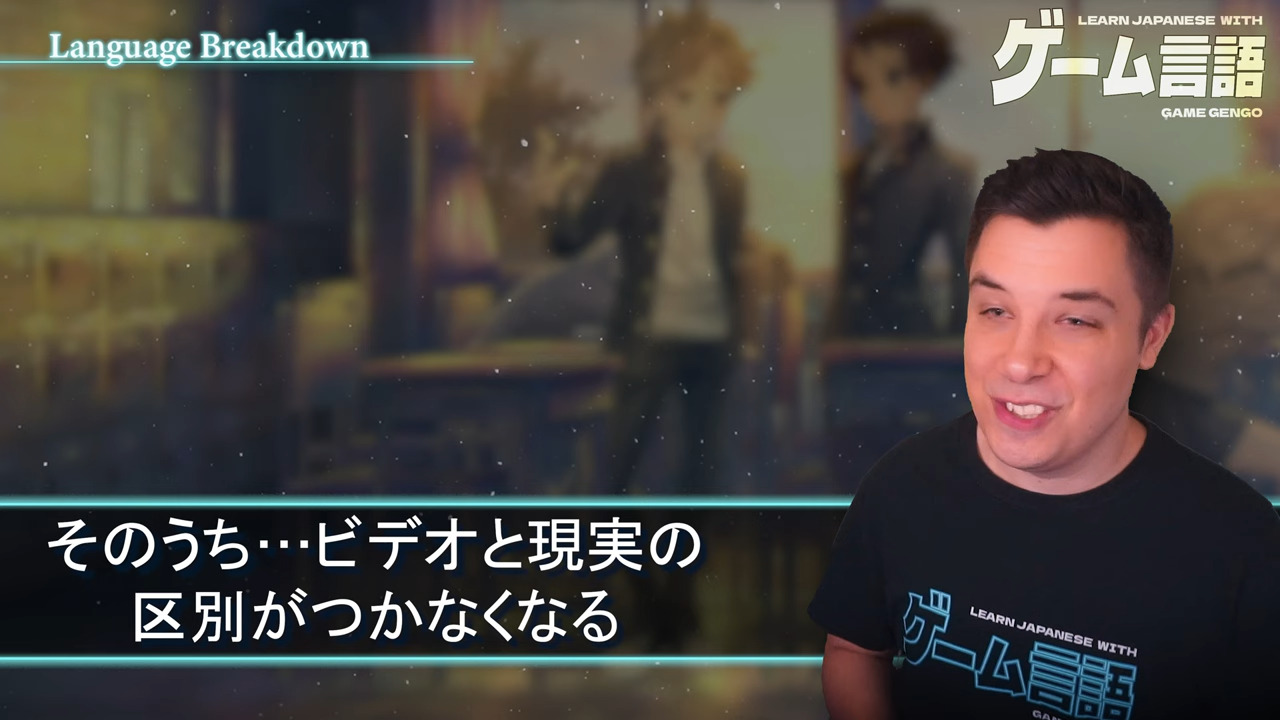 Language Breakdown
LEARN JAPANESE WITH
ゲーム言語
GAME GENGO
そのうち…ビデオと現実の
区別がつかなくなる
LEARN JAPANESE WITH
ゲーム言語